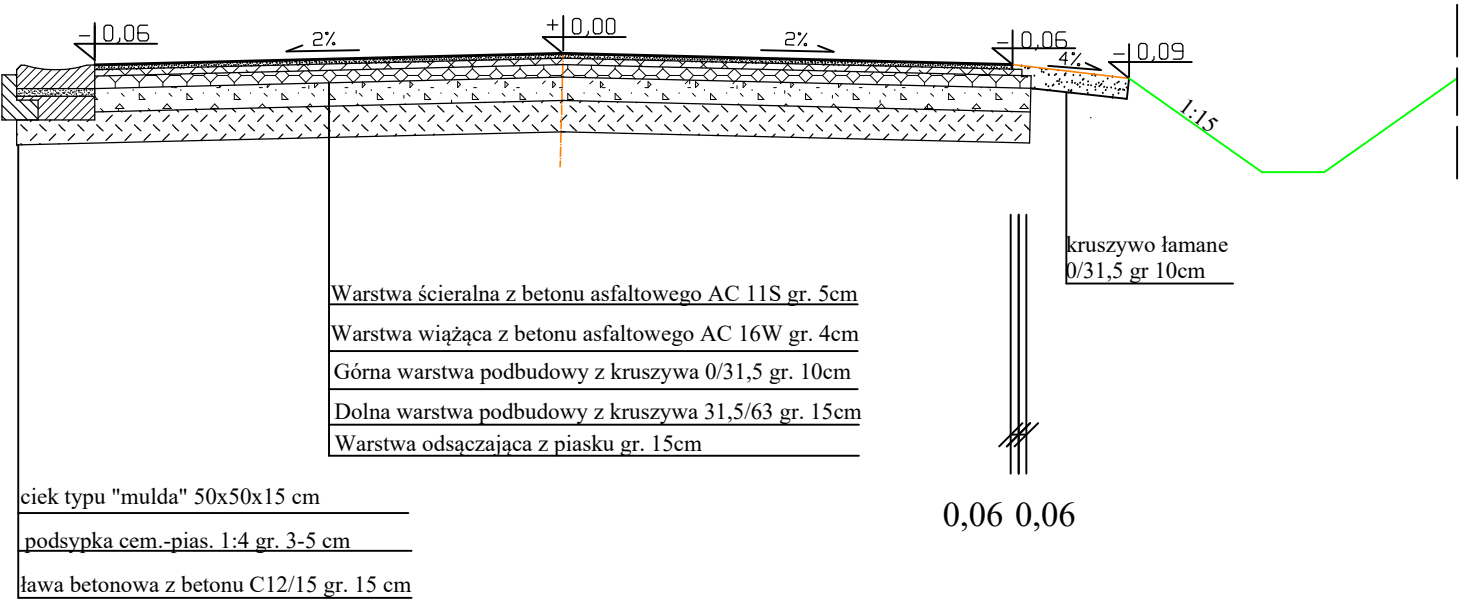 - 0,06
2%
+ 0,00
2%
- 0,06
4%
- 0,09
1:15
kruszywo łamane
0/31,5 gr 10cm
Warstwa ścieralna z betonu asfaltowego AC 11S gr. 5cm
Warstwa wiążąca z betonu asfaltowego AC 16W gr. 4cm
Górna warstwa podbudowy z kruszywa 0/31,5 gr. 10cm
Dolna warstwa podbudowy z kruszywa 31,5/63 gr. 15cm
Warstwa odsączająca z piasku gr. 15cm
ciek typu "mulda" 50x50x15 cm
podsypka cem.-pias. 1:4 gr. 3-5 cm
ława betonowa z betonu C12/15 gr. 15 cm
0,06 0,06